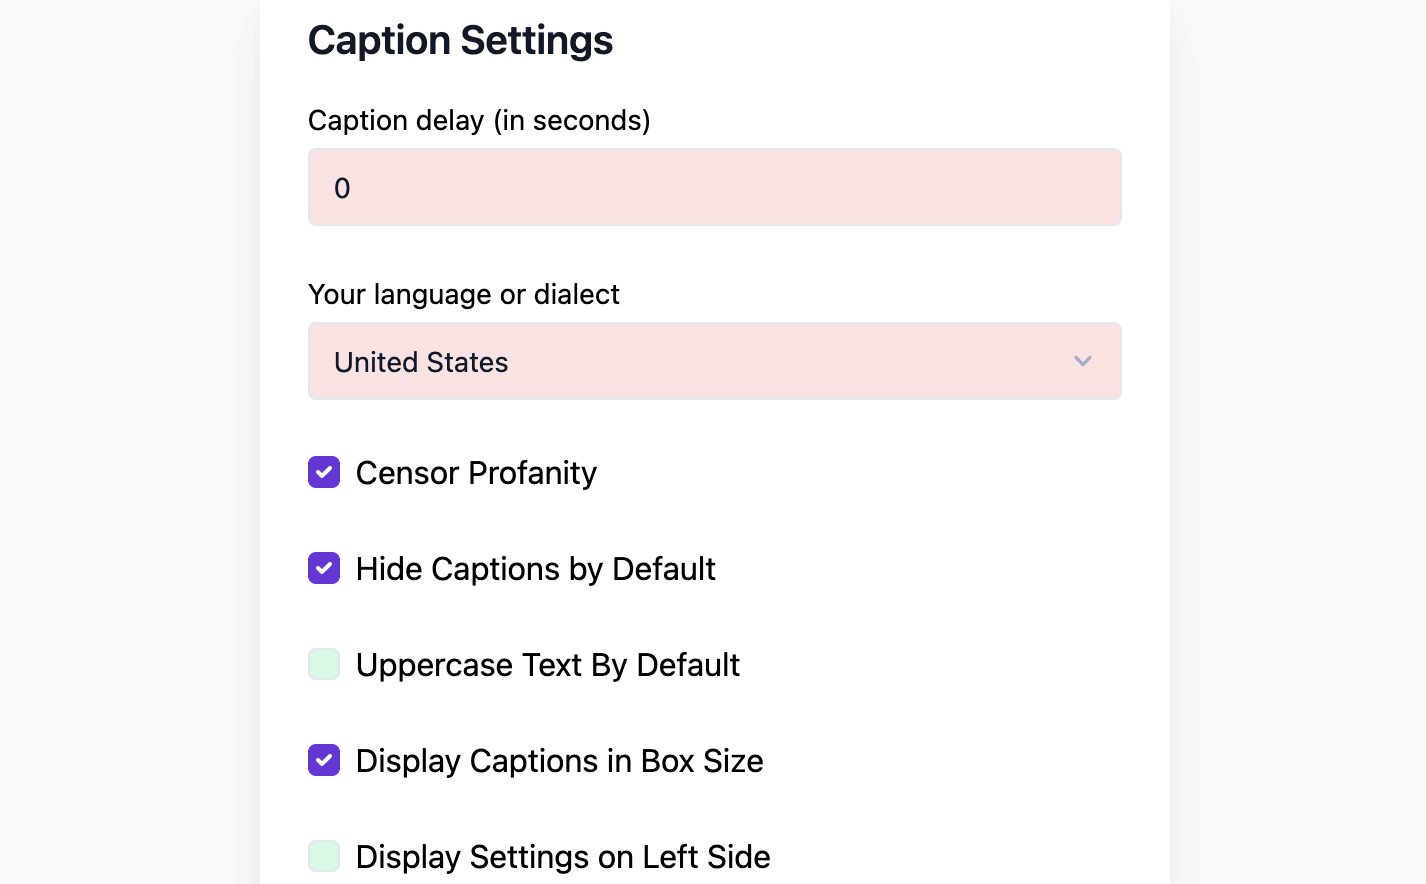 Caption Settings
Caption delay (in seconds)
0
Your language or dialect
United States
Censor Profanity
Hide Captions by Default
Uppercase Text By Default
Display Captions in Box Size
Display Settings on Left Side